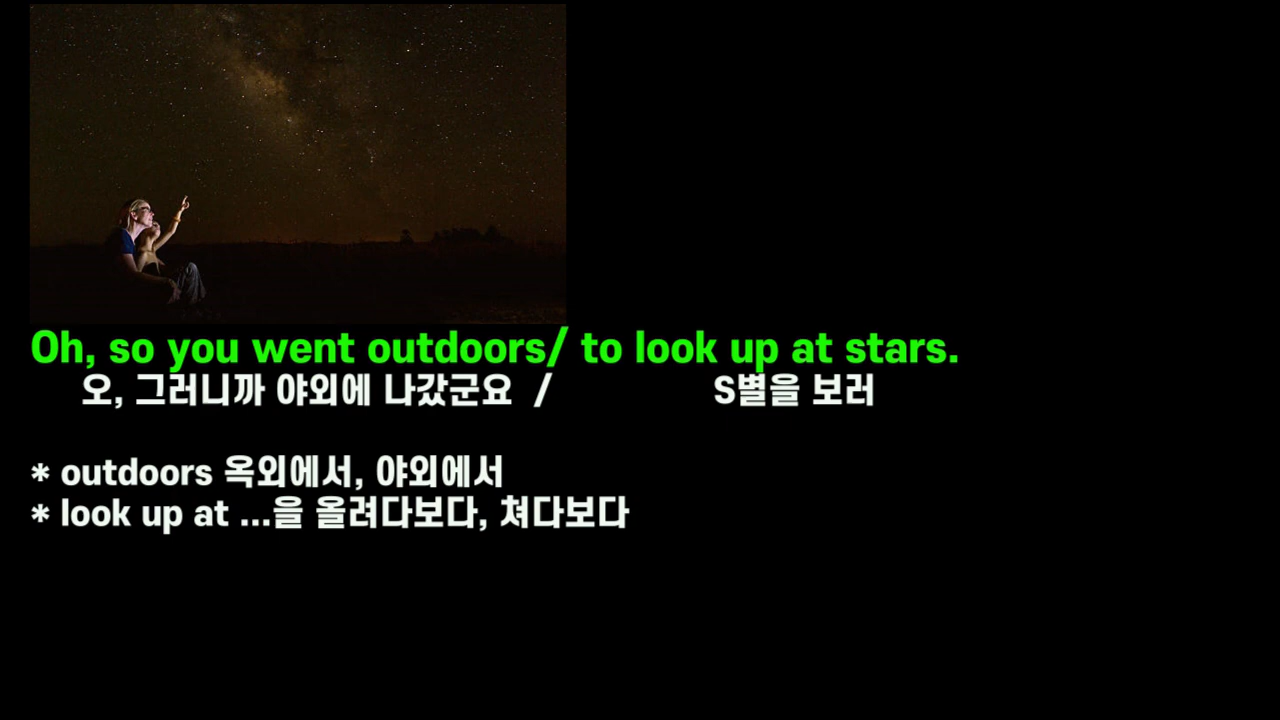 Oh, so you went outdoors/ to look up at stars.
오, 그러니까 야외에 나갔군요 / S별을 보러
* outdoors 옥외에서, 야외에서
* look up at ...을 올려다보다, 쳐다보다